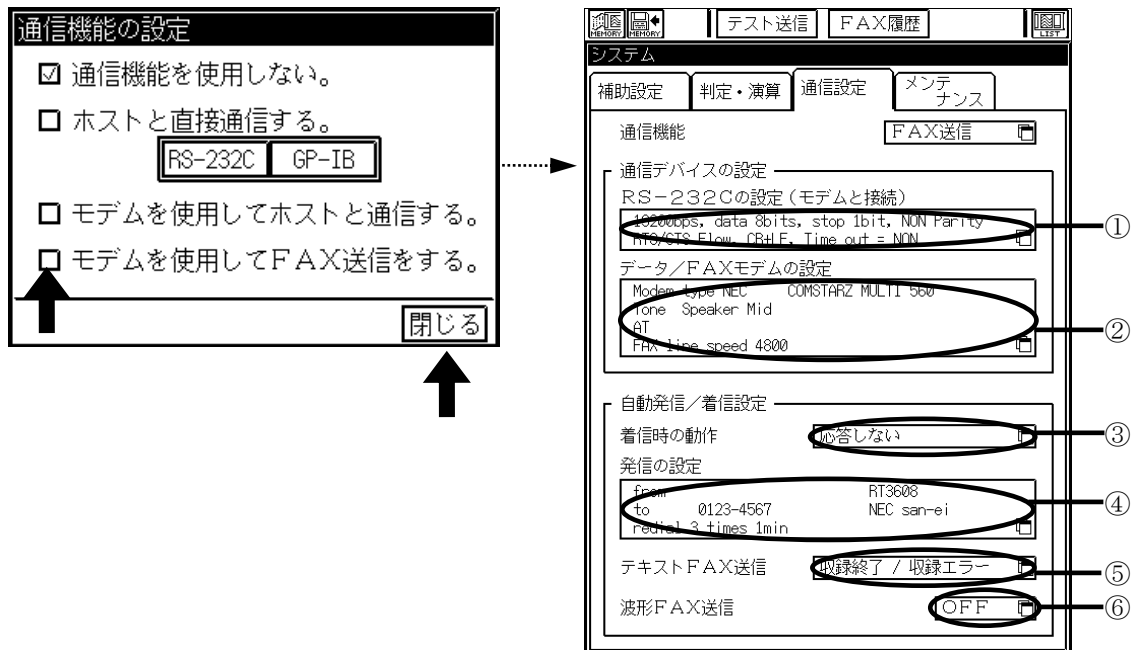 通信機能の設定
通信機能を使用しない。
ホストと直接通信する。
RS-232C GP-IB
モデムを使用してホストと通信する。
モデムを使用してＦＡＸ送信をする。
閉じる
MEMORY MEMORY テスト送信 ＦＡＸ履歴 LIST
システム
補助設定 判定・演算 通信設定 メンテナンス
通信機能 ＦＡＸ送信
通信デバイスの設定
ＲＳ－２３２Ｃの設定（モデムと接続）
19200bps, data 8bits, stop 1bit, NON Parity
RTS/CTS Flow, CR+LF, Time out = NON
①
データ／ＦＡＸモデムの設定
Modem type NEC COMSTARZ MULTI 560
Tone Speaker Mid
AT
FAX line speed 4800
②
自動発信／着信設定
着信時の動作 応答しない ③
発信の設定
from RT3608
to 0123-4567 NEC san-ei
redial 3 times 1min
④
テキストＦＡＸ送信 収録終了 / 収録エラー ⑤
波形ＦＡＸ送信 ＯＦＦ ⑥